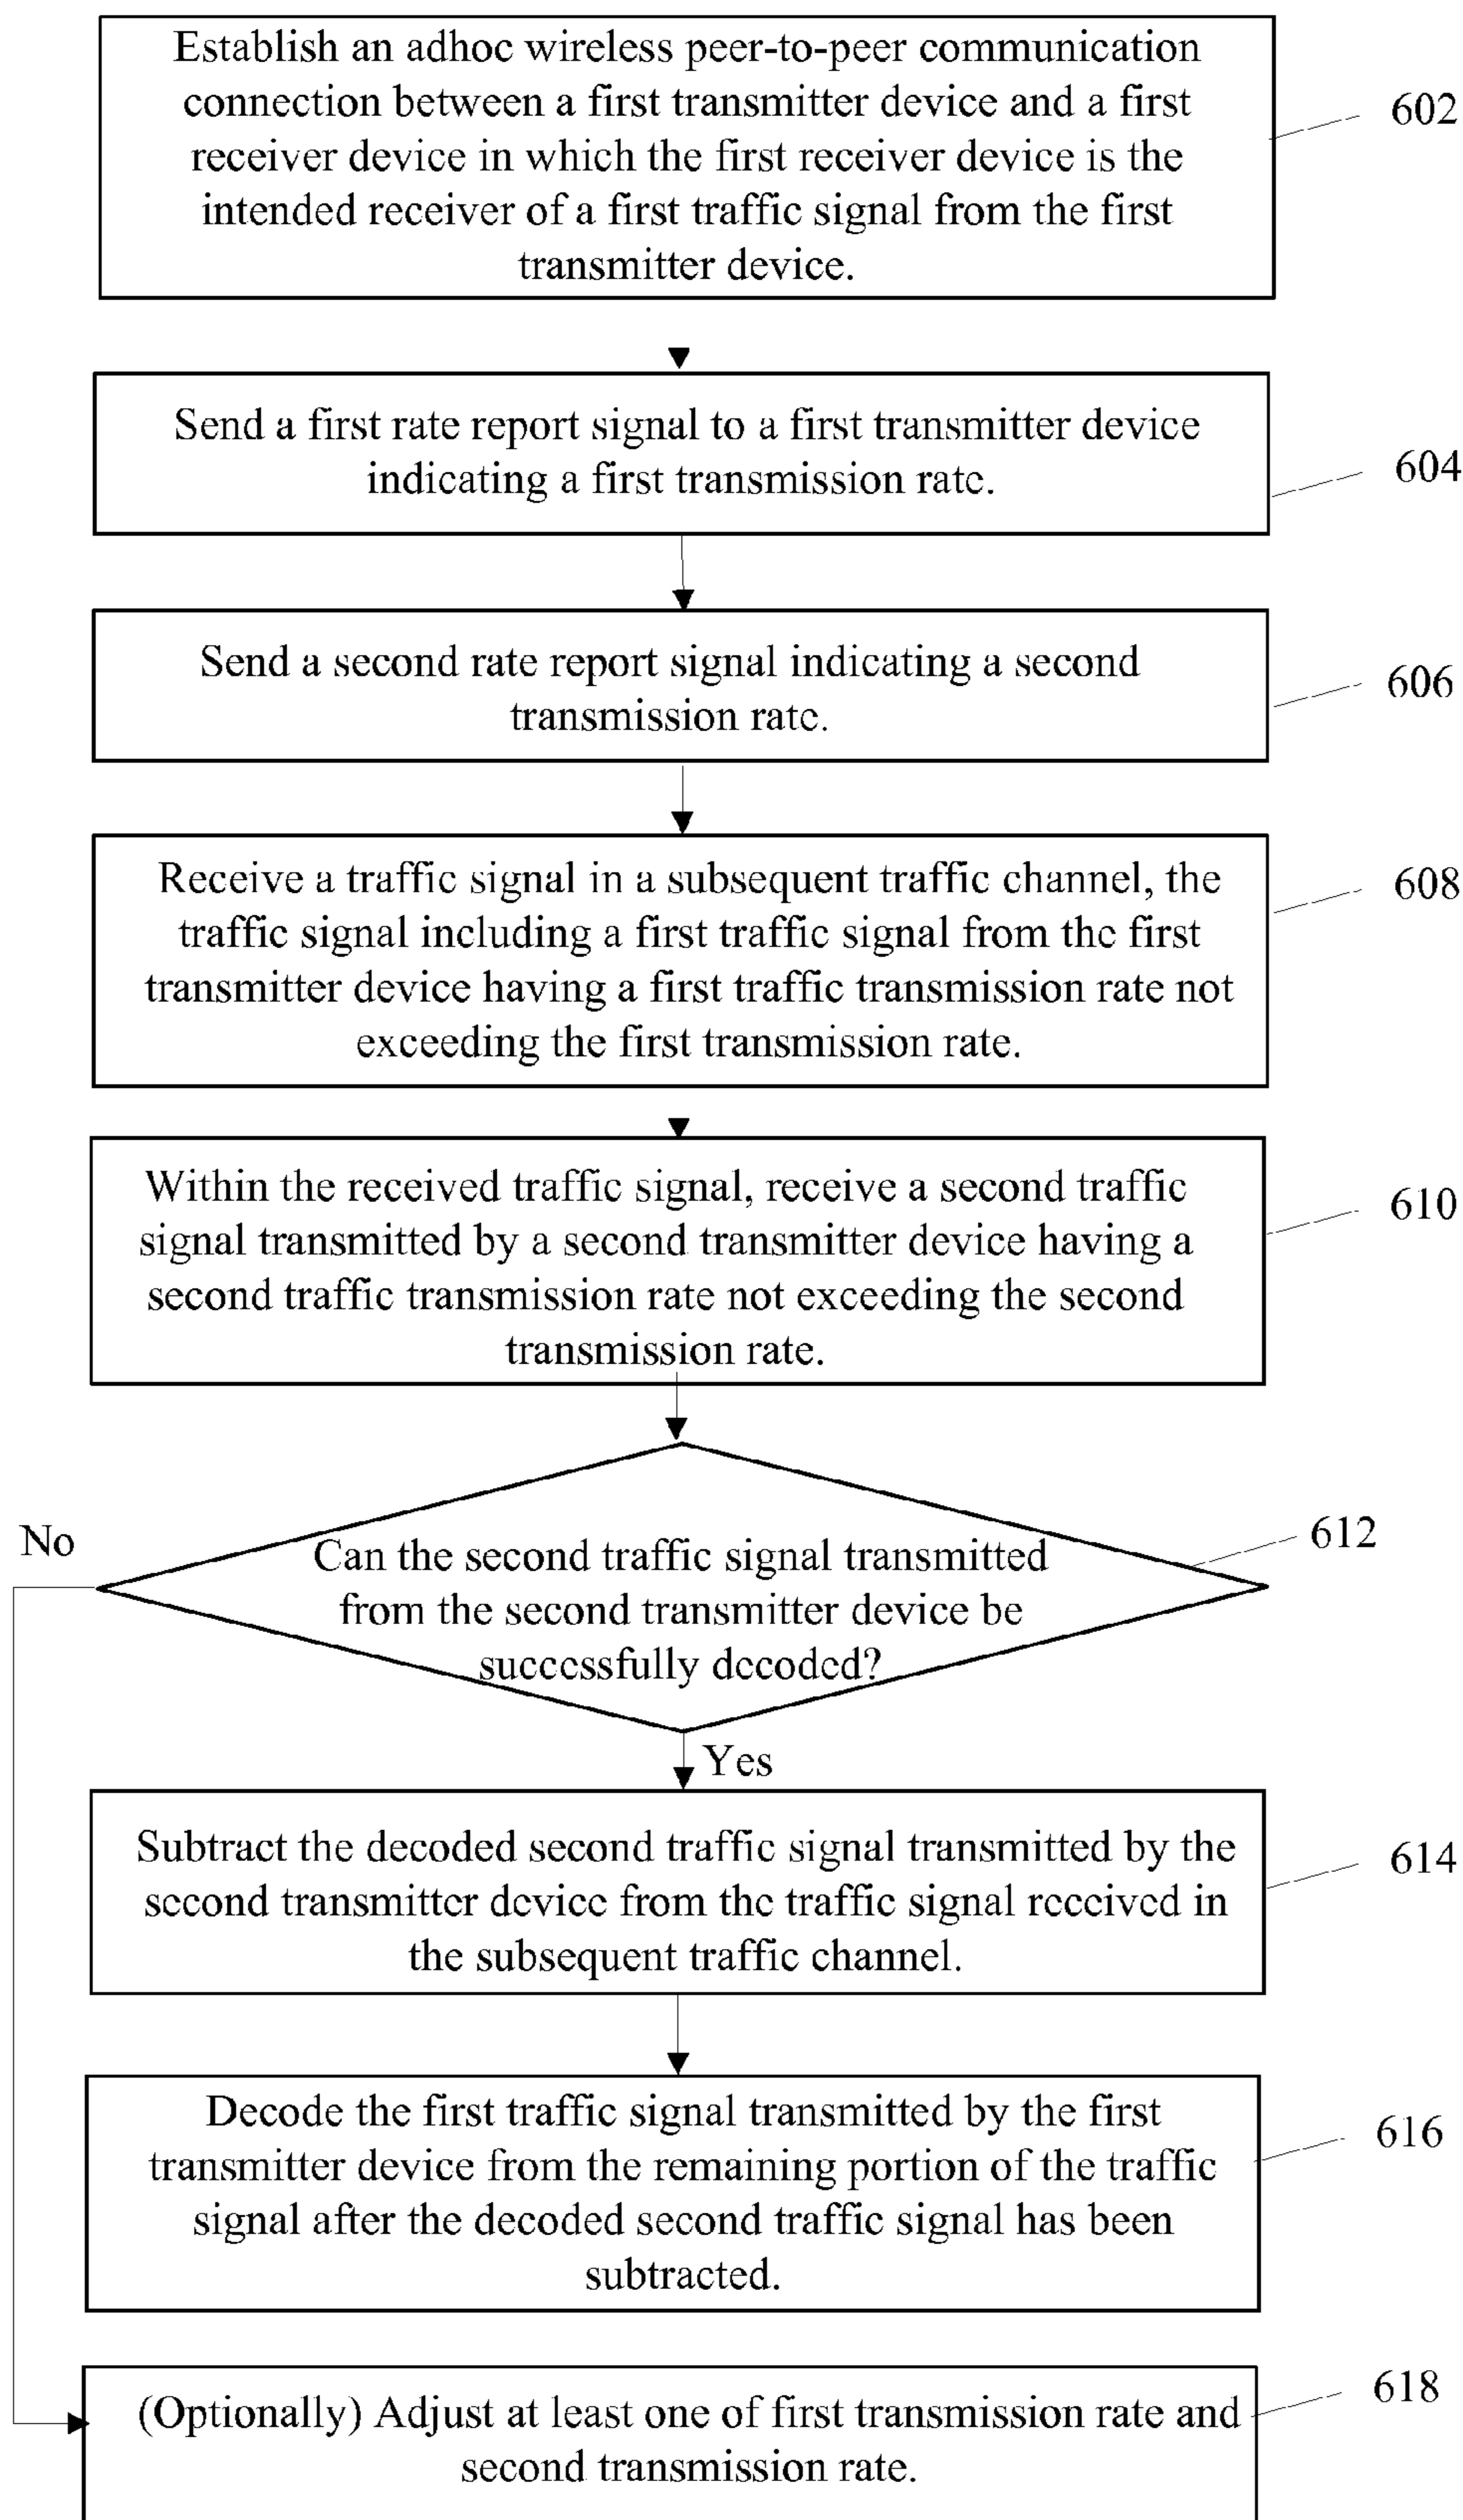 Establish an adhoc wireless peer-to-peer communication
connection between a first transmitter device and a first
receiver device in which the first receiver device is the
intended receiver of a first traffic signal from the first
transmitter device.
602
Send a first rate report signal to a first transmitter device
indicating a first transmission rate.
604
Send a second rate report signal indicating a second
transmission rate.
606
Receive a traffic signal in a subsequent traffic channel, the
traffic signal including a first traffic signal from the first
transmitter device having a first traffic transmission rate not
exceeding the first transmission rate.
608
Within the received traffic signal, receive a second traffic
signal transmitted by a second transmitter device having a
second traffic transmission rate not exceeding the second
transmission rate.
610
No
Can the second traffic signal transmitted
from the second transmitter device be
successfully decoded?
612
Yes
Subtract the decoded second traffic signal transmitted by the
second transmitter device from the traffic signal received in
the subsequent traffic channel.
614
Decode the first traffic signal transmitted by the first
transmitter device from the remaining portion of the traffic
signal after the decoded second traffic signal has been
subtracted.
616
(Optionally) Adjust at least one of first transmission rate and
second transmission rate.
618